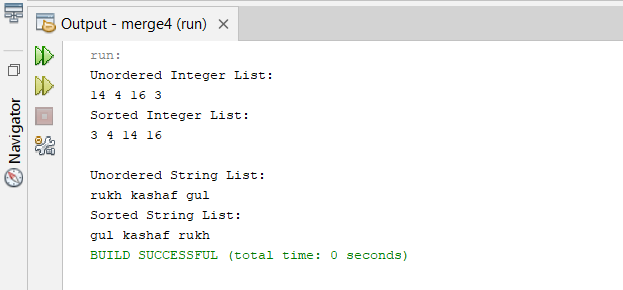 Output - merge4 (run) ×
Navigator
run:
Unordered Integer List:
14 4 16 3
Sorted Integer List:
3 4 14 16
Unordered String List:
rukh kashaf gul
Sorted String List:
gul kashaf rukh
BUILD SUCCESSFUL (total time: 0 seconds)